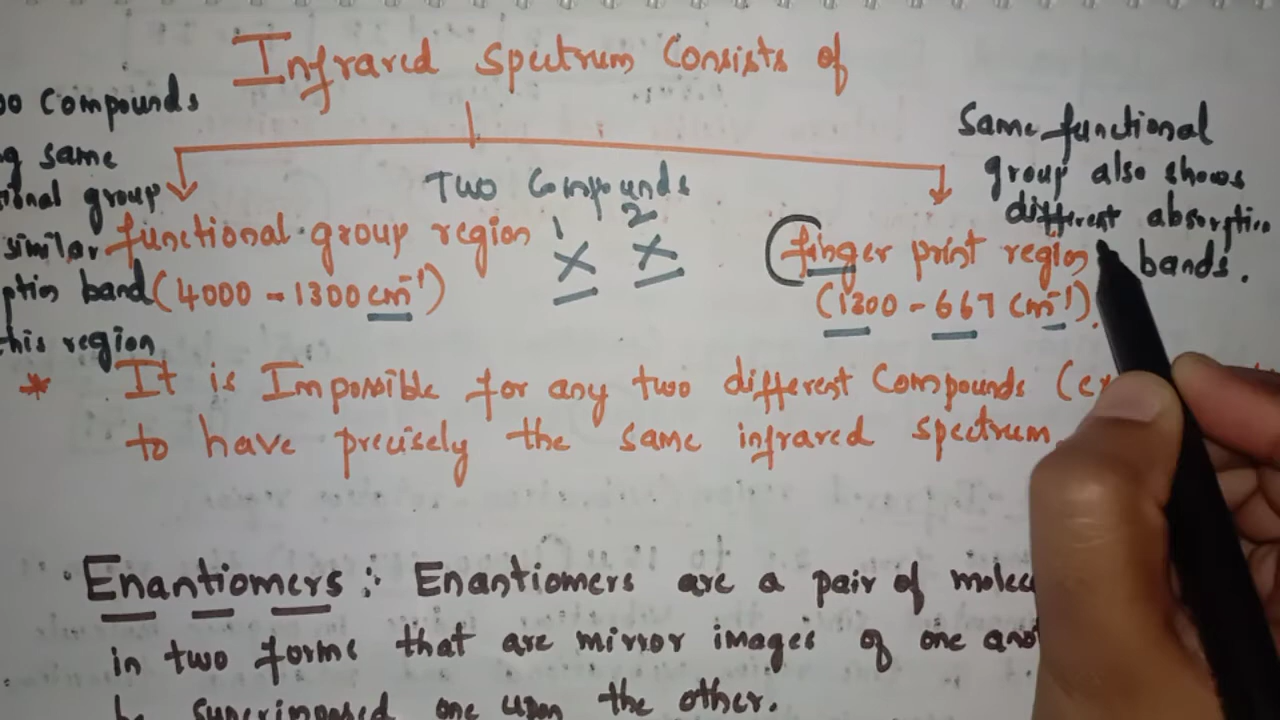 Infrared Spectrum Consists of
Compounds
same
group
similar
band
this region
Same functional
group also shows
different absorption
bands.
Two Compounds
1 2
X X
functional group region
(4000 - 1300 cm⁻¹)
finger print region
(1300 - 667 cm⁻¹).
* It is Impossible for any two different Compounds
to have precisely the same infrared spectrum
Enantiomers : Enantiomers are a pair of
in two forms that are mirror images of one
superimposed one upon the other.